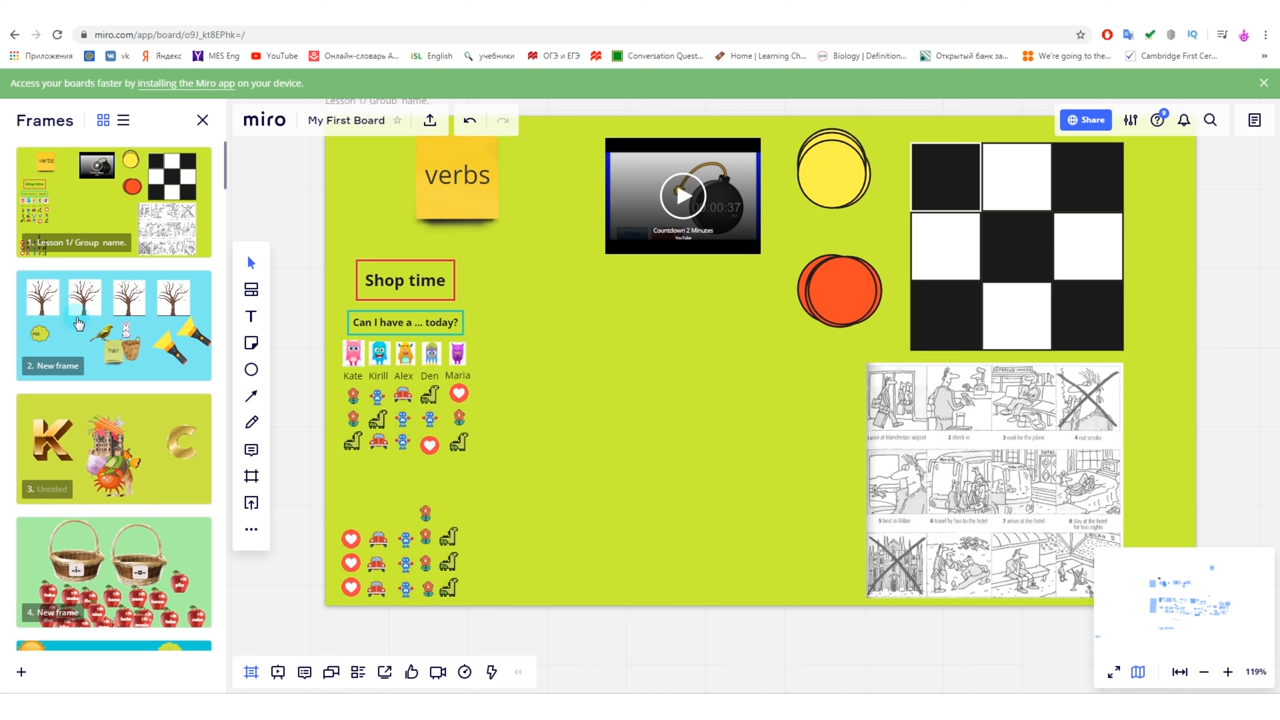 miro.com/app/board/o9J_kt8EPhk=/
Приложения
vk
Яндекс
MES Eng
YouTube
Онлайн-словарь A...
iSL English
учебники
ОГЭ и ЕГЭ
Conversation Quest...
Home | Learning Ch...
Biology | Definition...
Открытый банк за...
We're going to the...
Cambridge First Cer...
Access your boards faster by installing the Miro app on your device.
Frames
miro
My First Board
Share
Lesson 1/ Group name.
verbs
Countdown 2 Minutes
YouTube
00:00:37
Shop time
Can I have a ... today?
Kate Kirill Alex Den Maria
verbs
Shop time
1. Lesson 1/ Group name.
2. New frame
K
C
3. Untitled
4. New frame
arrive at Manchester airport
2 check in
3 wait for the plane
4 not smoke
5 land in Milan
6 travel by bus to the hotel
7 arrive at the hotel
8 stay at the hotel
for two nights
119%